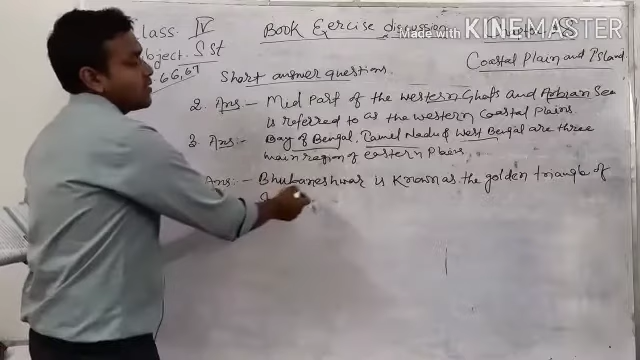 Class. IV Book Exercise discussion
Made with KINEMASTER
Subject. S.St Coastal Plain and Island
66, 67
Short answer questions.
2. Ans - Med Part of the western Ghats and Arbian Sea
is referred to as the western Coastal Plains.
3. Ans:- Bay of Bengal, Tamel Nadu & West Bengal are three
main region of eastern Plains
Ans:- - Bhubaneshwar is Known as the golden triangle of